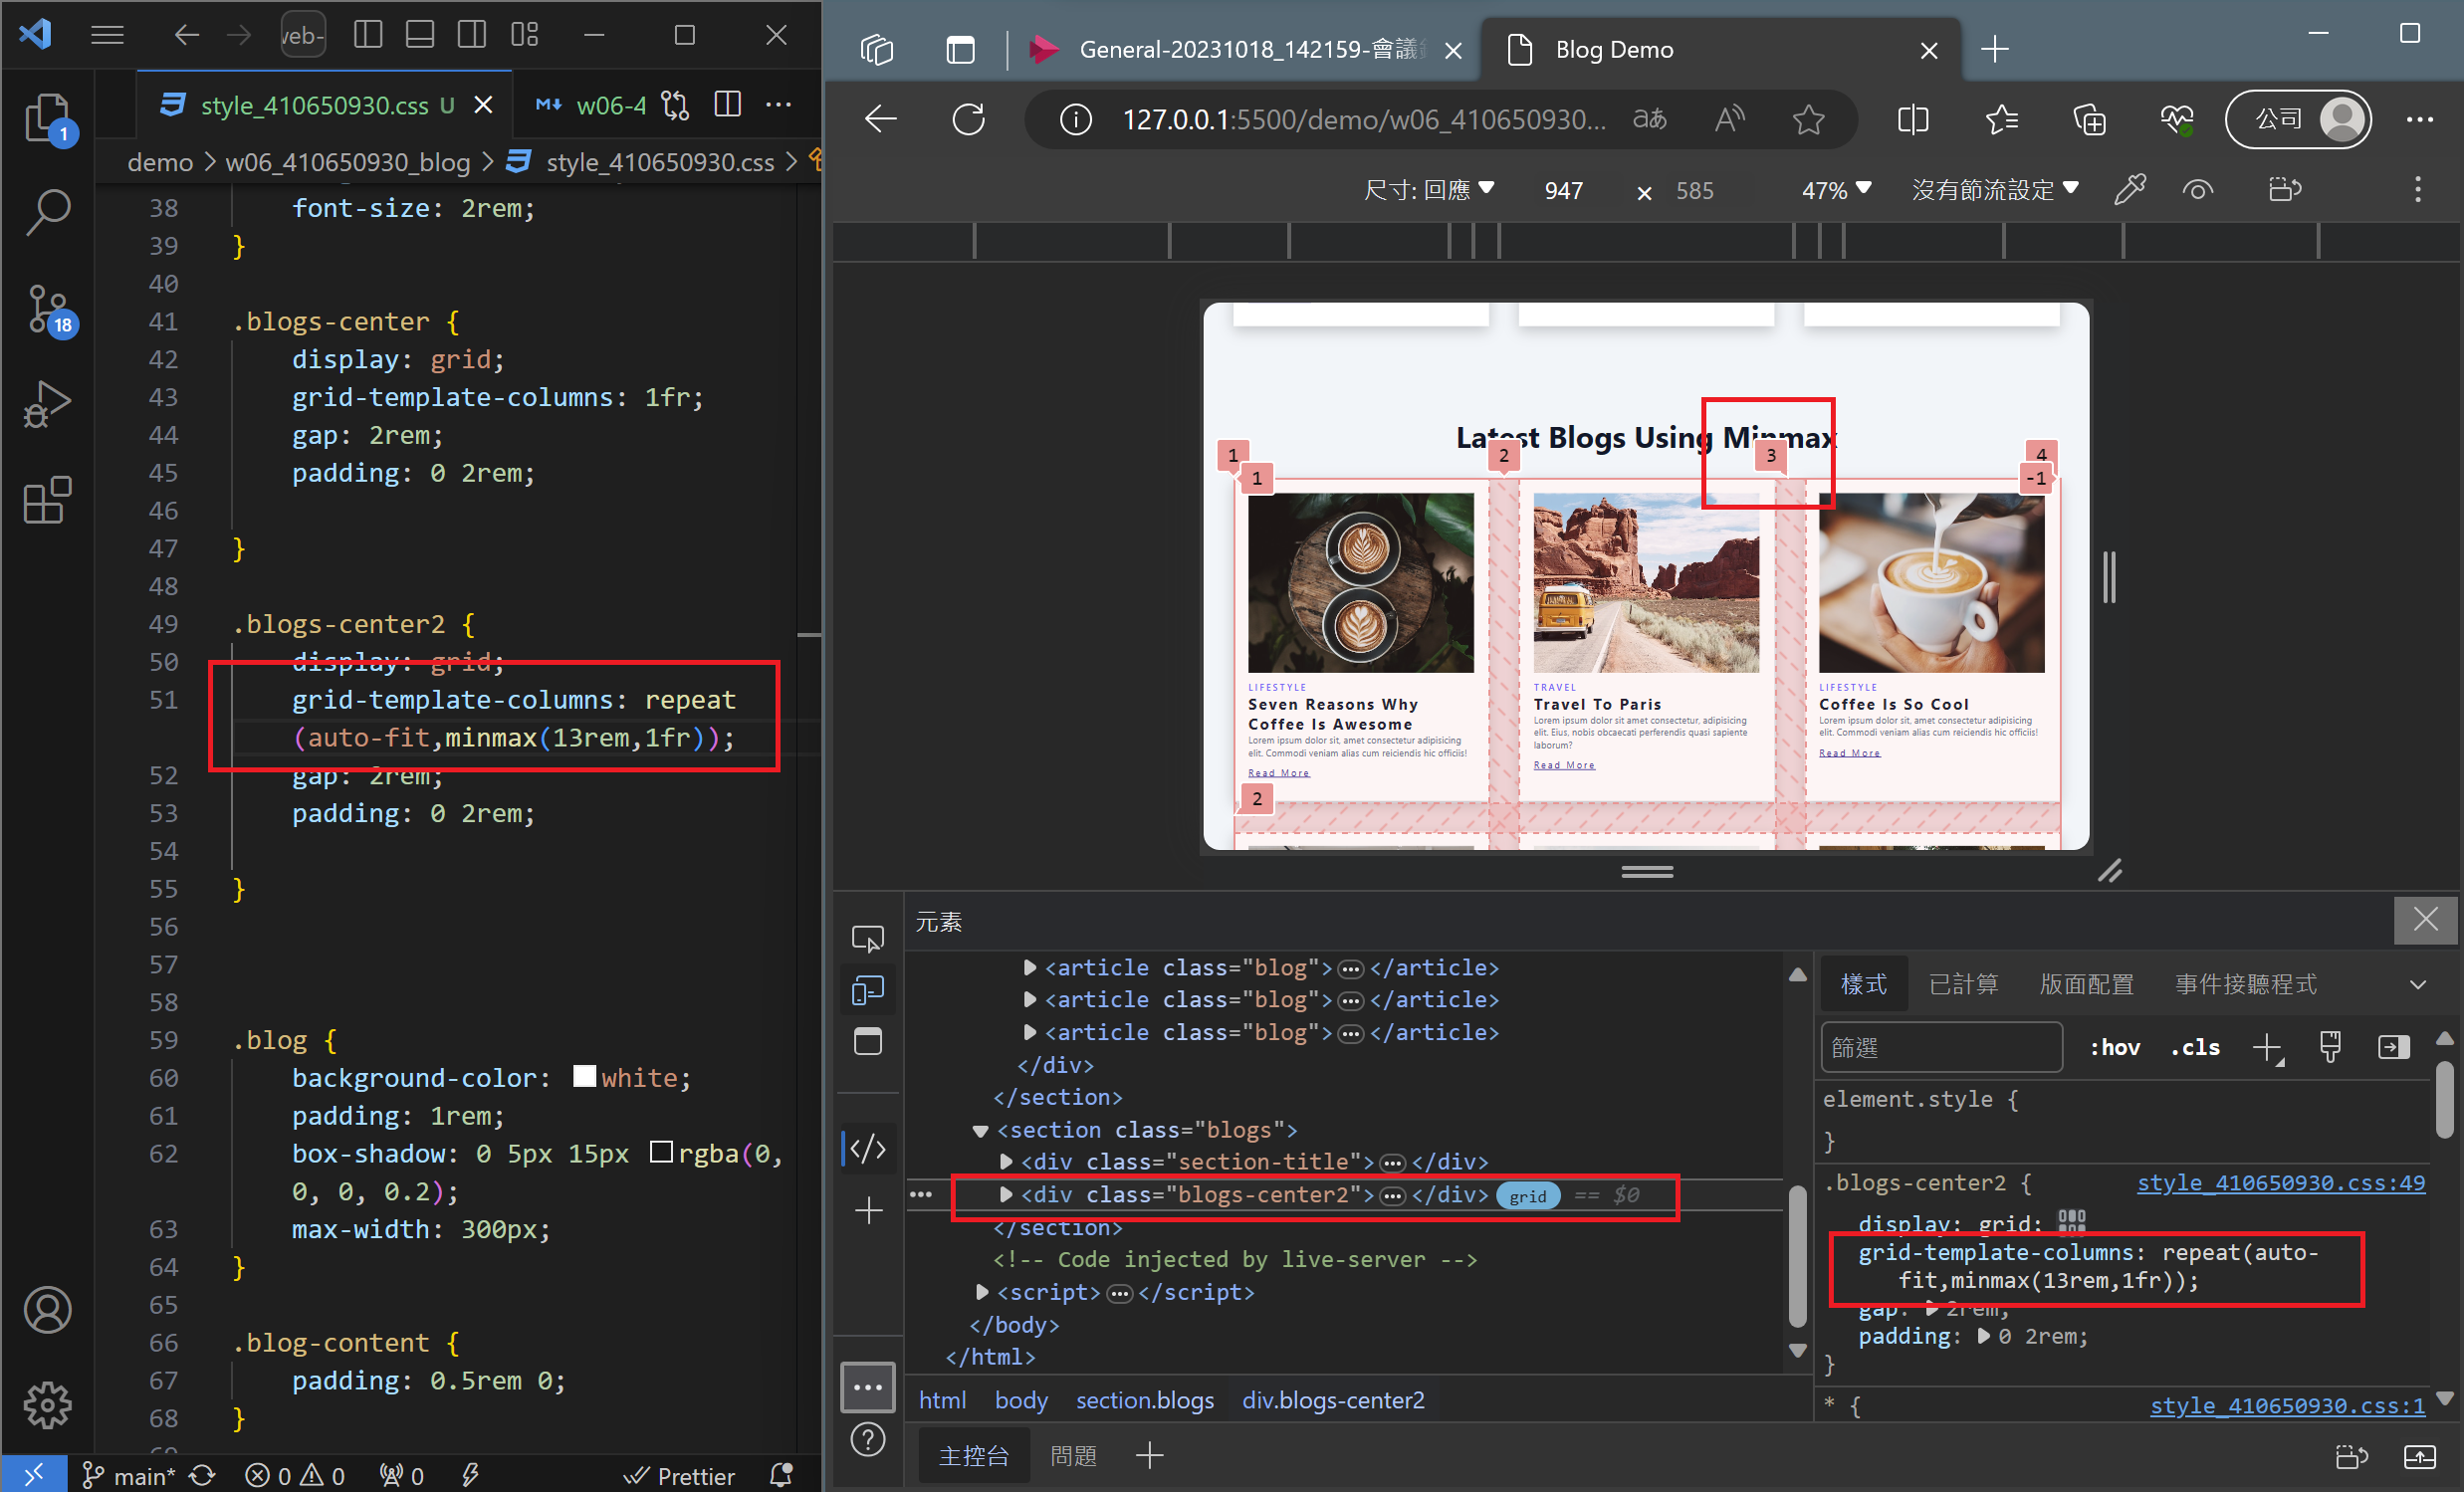 web-
style_410650930.css U
w06-4
demo > w06_410650930_blog > style_410650930.css >
38 font-size: 2rem;
39 }
40
41 .blogs-center {
42 display: grid;
43 grid-template-columns: 1fr;
44 gap: 2rem;
45 padding: 0 2rem;
46
47 }
48
49 .blogs-center2 {
50 display: grid;
51 grid-template-columns: repeat
(auto-fit,minmax(13rem,1fr));
52 gap: 2rem;
53 padding: 0 2rem;
54
55 }
56
57
58
59 .blog {
60 background-color: white;
61 padding: 1rem;
62 box-shadow: 0 5px 15px rgba(0,
0, 0, 0.2);
63 max-width: 300px;
64 }
65
66 .blog-content {
67 padding: 0.5rem 0;
68 }
69
1
18
main* 0 0 0 Prettier
General-20231018_142159-會議
Blog Demo
127.0.0.1:5500/demo/w06_410650930...
公司
尺寸: 回應 947 × 585 47% 沒有節流設定
Latest Blogs Using Minmax
1 2 3 4
1 -1
LIFESTYLE
Seven Reasons Why
Coffee Is Awesome
Lorem ipsum dolor sit, amet consectetur adipisicing
elit. Commodi veniam alias cum reiciendis hic officiis!
Read More
TRAVEL
Travel To Paris
Lorem ipsum dolor sit amet consectetur, adipisicing
elit. Eius, nobis obcaecati perferendis quasi sapiente
laborum?
Read More
LIFESTYLE
Coffee Is So Cool
Lorem ipsum dolor sit, amet consectetur adipisicing
elit. Commodi veniam alias cum reiciendis hic officiis!
Read More
2
元素
<article class="blog">…</article>
<article class="blog">…</article>
<article class="blog">…</article>
</div>
</section>
<section class="blogs">
<div class="section-title">…</div>
<div class="blogs-center2">…</div> grid == $0
</section>
<!-- Code injected by live-server -->
<script>…</script>
</body>
</html>
html body section.blogs div.blogs-center2
樣式 已計算 版面配置 事件接聽程式
篩選 :hov .cls
element.style {
}
.blogs-center2 { style_410650930.css:49
display: grid;
grid-template-columns: repeat(auto-
fit,minmax(13rem,1fr));
gap: 2rem;
padding: 0 2rem;
}
* { style_410650930.css:1
主控台 問題